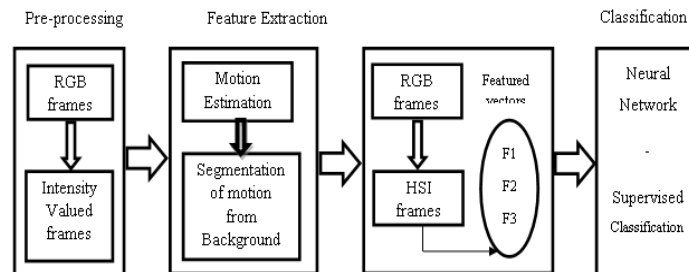 Pre-processing
Feature Extraction
Classification
RGB
frames
Intensity
Valued
frames
Motion
Estimation
Segmentation
of motion
from
Background
RGB
frames
HSI
frames
Featured
vectors
F1
F2
F3
Neural
Network
-
Supervised
Classification